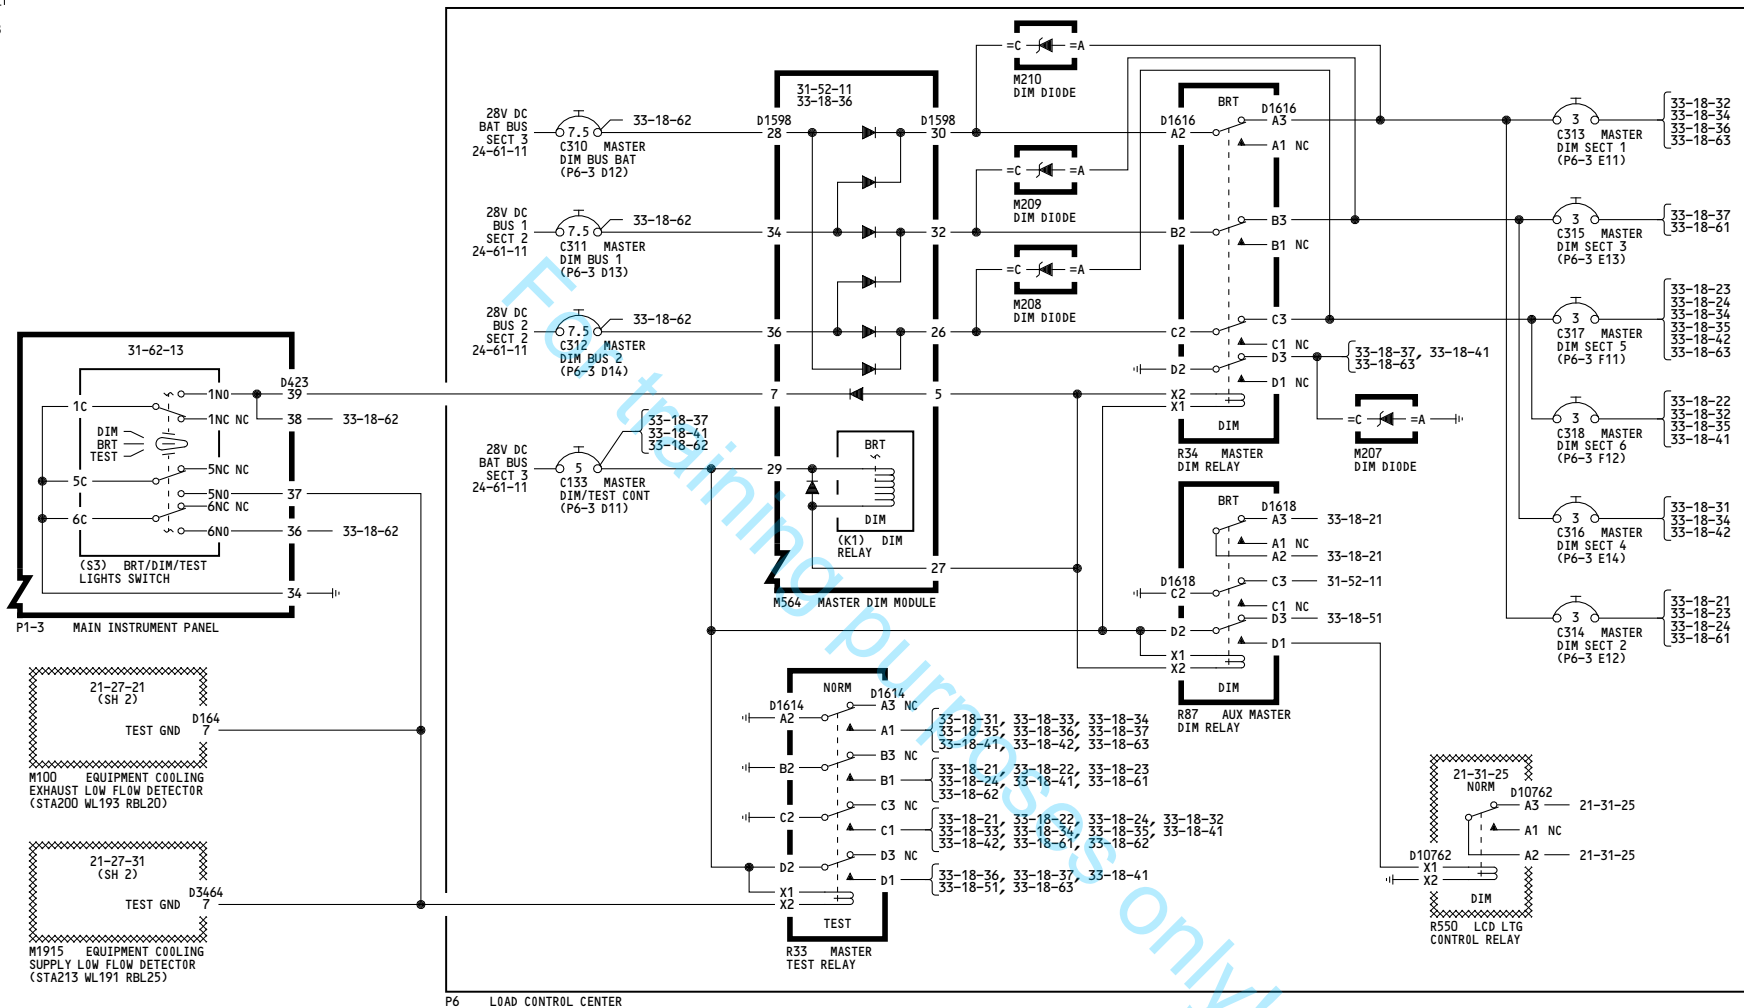 31-62-13
1C
5C
6C
DIM
BRT
TEST
1NO
1NC NC
5NC NC
5NO
6NC NC
6NO
D423
39
38
33-18-62
37
36
33-18-62
34
(S3) BRT/DIM/TEST
LIGHTS SWITCH
P1-3 MAIN INSTRUMENT PANEL
21-27-21
(SH 2)
TEST GND
D164
7
M100 EQUIPMENT COOLING
EXHAUST LOW FLOW DETECTOR
(STA200 WL193 RBL20)
21-27-31
(SH 2)
TEST GND
D3464
7
M1915 EQUIPMENT COOLING
SUPPLY LOW FLOW DETECTOR
(STA213 WL191 RBL25)
28V DC
BAT BUS
SECT 3
24-61-11
7.5
33-18-62
C310 MASTER
DIM BUS BAT
(P6-3 D12)
28V DC
BUS 1
SECT 2
24-61-11
7.5
33-18-62
C311 MASTER
DIM BUS 1
(P6-3 D13)
28V DC
BUS 2
SECT 2
24-61-11
7.5
33-18-62
C312 MASTER
DIM BUS 2
(P6-3 D14)
28V DC
BAT BUS
SECT 3
24-61-11
5
33-18-37
33-18-41
33-18-62
C133 MASTER
DIM/TEST CONT
(P6-3 D11)
31-52-11
33-18-36
D1598
28
34
36
7
29
D1598
30
32
26
5
27
BRT
DIM
(K1) DIM
RELAY
M564 MASTER DIM MODULE
=C
=A
M210
DIM DIODE
=C
=A
M209
DIM DIODE
=C
=A
M208
DIM DIODE
BRT
D1616
A2
B2
C2
D2
X2
X1
D1616
A3
A1 NC
B3
B1 NC
C3
C1 NC
D3
D1 NC
DIM
R34 MASTER
DIM RELAY
33-18-37, 33-18-41
33-18-63
=C
=A
M207
DIM DIODE
BRT
D1618
A3
33-18-21
A1 NC
A2
33-18-21
D1618
C2
C3
31-52-11
C1 NC
D2
D3
33-18-51
D1
X1
X2
DIM
R87 AUX MASTER
DIM RELAY
NORM
D1614
A2
B2
C2
D2
X1
X2
D1614
A3 NC
A1
33-18-31, 33-18-33, 33-18-34
33-18-35, 33-18-36, 33-18-37
33-18-41, 33-18-42, 33-18-63
B3 NC
B1
33-18-21, 33-18-22, 33-18-23
33-18-24, 33-18-41, 33-18-61
33-18-62
C3 NC
C1
33-18-21, 33-18-22, 33-18-24, 33-18-32
33-18-33, 33-18-34, 33-18-35, 33-18-41
33-18-42, 33-18-61, 33-18-62
D3 NC
D1
33-18-36, 33-18-37, 33-18-41
33-18-51, 33-18-63
TEST
R33 MASTER
TEST RELAY
3
C313 MASTER
DIM SECT 1
(P6-3 E11)
33-18-32
33-18-34
33-18-36
33-18-63
3
C315 MASTER
DIM SECT 3
(P6-3 E13)
33-18-37
33-18-61
3
C317 MASTER
DIM SECT 5
(P6-3 F11)
33-18-23
33-18-24
33-18-34
33-18-35
33-18-42
33-18-63
3
C318 MASTER
DIM SECT 6
(P6-3 F12)
33-18-22
33-18-32
33-18-35
33-18-41
3
C316 MASTER
DIM SECT 4
(P6-3 E14)
33-18-31
33-18-34
33-18-42
3
C314 MASTER
DIM SECT 2
(P6-3 E12)
33-18-21
33-18-23
33-18-24
33-18-61
21-31-25
NORM
D10762
A3
21-31-25
A1 NC
A2
21-31-25
D10762
X1
X2
DIM
R550 LCD LTG
CONTROL RELAY
P6 LOAD CONTROL CENTER
For training purposes only!